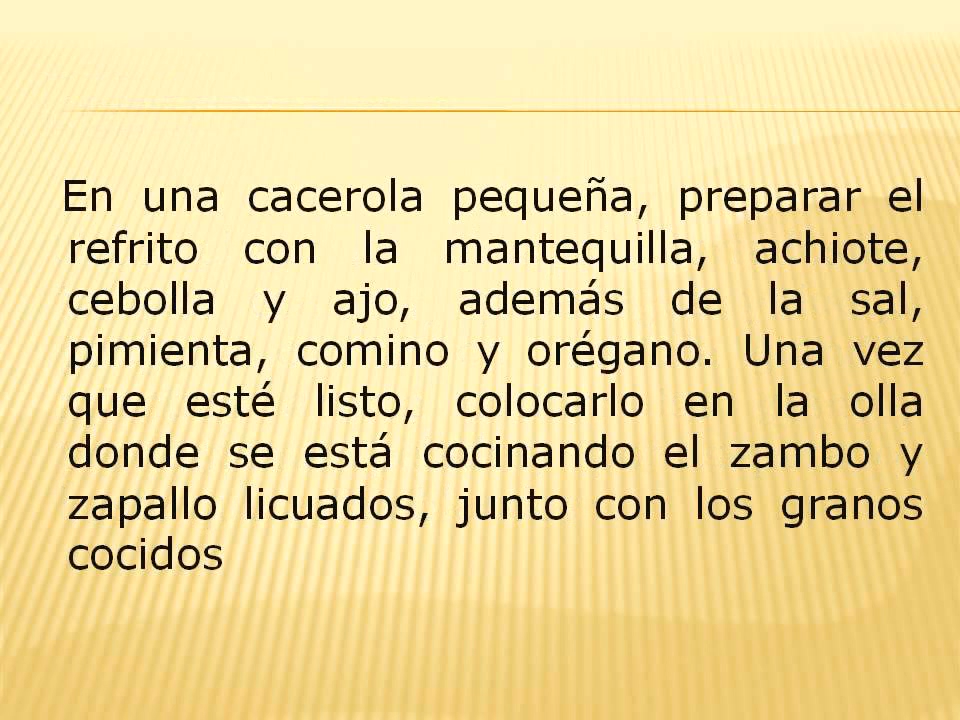 En una cacerola pequeña, preparar el
refrito con la mantequilla, achiote,
cebolla y ajo, además de la sal,
pimienta, comino y orégano. Una vez
que esté listo, colocarlo en la olla
donde se está cocinando el zambo y
zapallo licuados, junto con los granos
cocidos